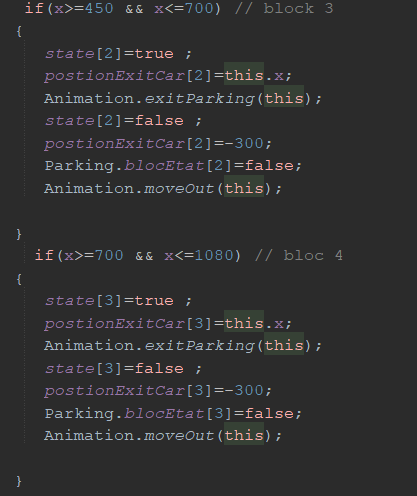 if(x>=450 && x<=700) // block 3
{
state[2]=true ;
postionExitCar[2]=this.x;
Animation.exitParking(this);
state[2]=false ;
postionExitCar[2]=-300;
Parking.blocEtat[2]=false;
Animation.moveOut(this);
}
if(x>=700 && x<=1080) // bloc 4
{
state[3]=true ;
postionExitCar[3]=this.x;
Animation.exitParking(this);
state[3]=false ;
postionExitCar[3]=-300;
Parking.blocEtat[3]=false;
Animation.moveOut(this);
}